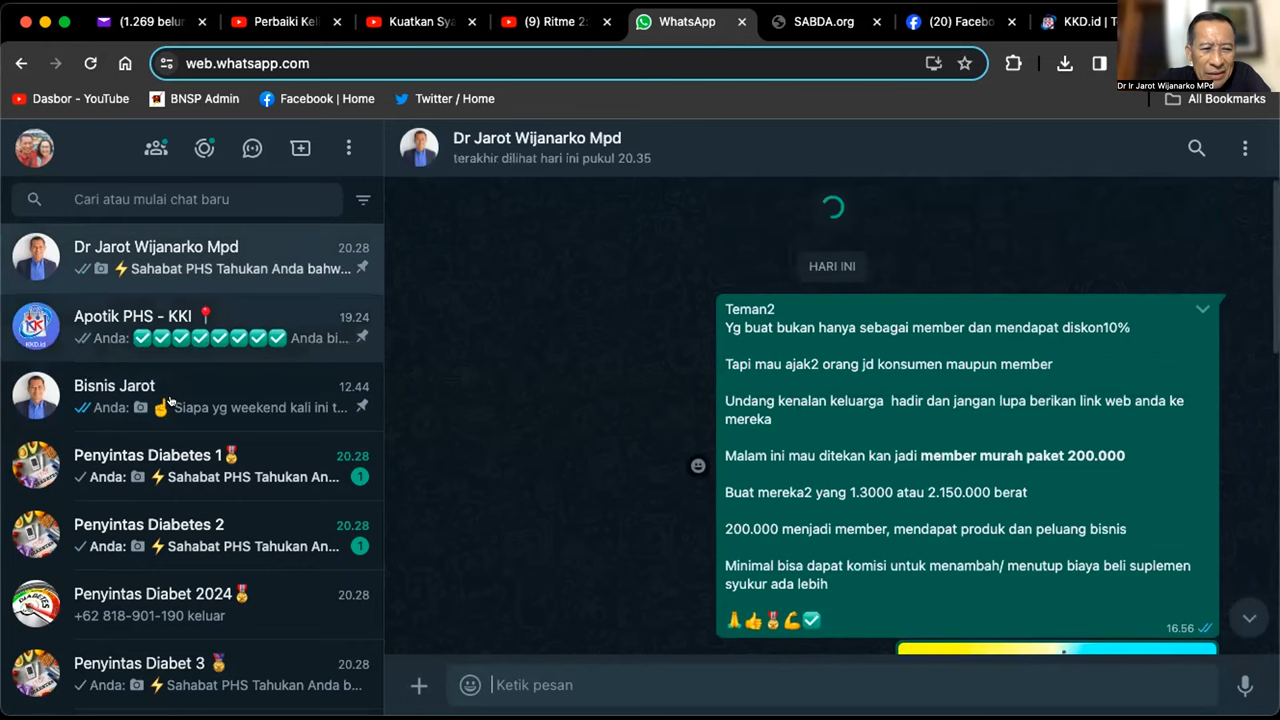 (1.269 belur
Perbaiki Kel
Kuatkan Sya
(9) Ritme 2:
WhatsApp
SABDA.org
(20) Facebo
KKD.id | T
web.whatsapp.com
Dr Ir Jarot Wijanarko MPd
Dasbor - YouTube
BNSP Admin
Facebook | Home
Twitter / Home
All Bookmarks
Dr Jarot Wijanarko Mpd
terakhir dilihat hari ini pukul 20.35
Cari atau mulai chat baru
Dr Jarot Wijanarko Mpd
20.28
⚡Sahabat PHS Tahukan Anda bahw...
Apotik PHS - KKI 📍
19.24
Anda: ✅✅✅✅✅✅✅✅ Anda bi...
Bisnis Jarot
12.44
Anda: ☝Siapa yg weekend kali ini t...
Penyintas Diabetes 1🎖
20.28
Anda: ⚡Sahabat PHS Tahukan An...
1
Penyintas Diabetes 2
20.28
Anda: ⚡Sahabat PHS Tahukan An...
1
Penyintas Diabet 2024🎖
20.28
+62 818-901-190 keluar
Penyintas Diabet 3 🎖
20.28
Anda: ⚡Sahabat PHS Tahukan Anda b...
HARI INI
Teman2
Yg buat bukan hanya sebagai member dan mendapat diskon10%
Tapi mau ajak2 orang jd konsumen maupun member
Undang kenalan keluarga hadir dan jangan lupa berikan link web anda ke
mereka
Malam ini mau ditekan kan jadi member murah paket 200.000
Buat mereka2 yang 1.3000 atau 2.150.000 berat
200.000 menjadi member, mendapat produk dan peluang bisnis
Minimal bisa dapat komisi untuk menambah/ menutup biaya beli suplemen
syukur ada lebih
🙏👍🎖💪✅
16.56
Ketik pesan